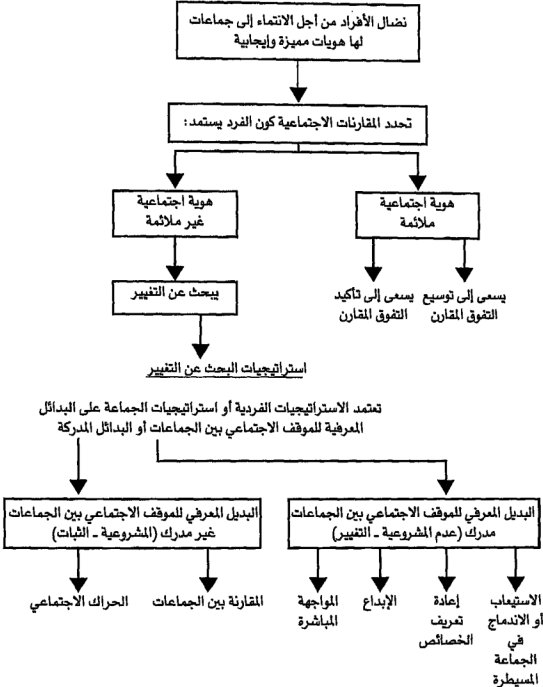 نضال الأفراد من أجل الانتماء إلى جماعات
لها هويات مميزة وإيجابية
تحدد المقارنات الاجتماعية كون الفرد يستمد:
هوية اجتماعية
ملائمة
هوية اجتماعية
غير ملائمة
يسعى إلى توسيع
التفوق المقارن
يسعى إلى تأكيد
التفوق المقارن
يبحث عن التغيير
استراتيجيات البحث عن التغيير
تعتمد الاستراتيجيات الفردية أو استراتيجيات الجماعة على البدائل
المعرفية للموقف الاجتماعي بين الجماعات أو البدائل المدركة
البديل المعرفي للموقف الاجتماعي بين الجماعات
مدرك (عدم المشروعية - التغيير)
البديل المعرفي للموقف الاجتماعي بين الجماعات
غير مدرك (المشروعية - الثبات)
الاستيعاب
أو الاندماج
في
الجماعة
المسيطرة
إعادة
تعريف
الخصائص
الإبداع
المواجهة
المباشرة
المقارنة بين الجماعات
الحراك الاجتماعي